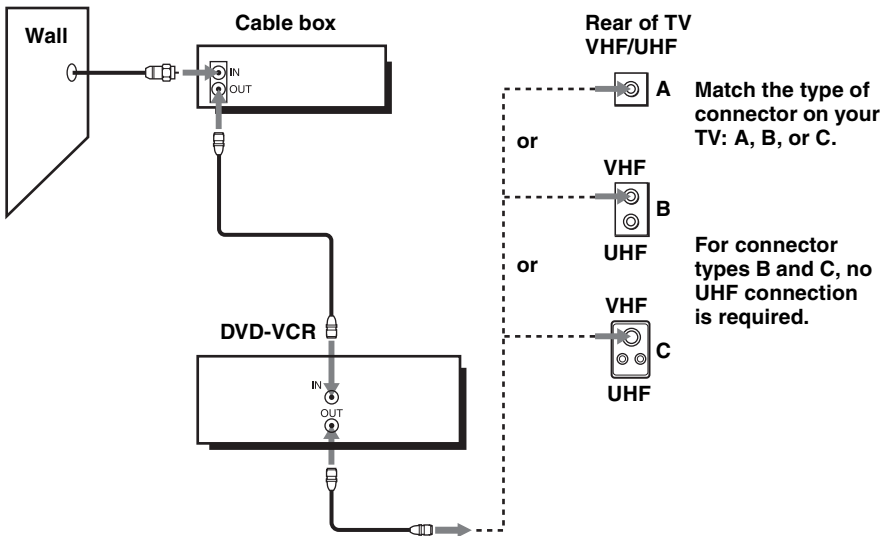 Wall
Cable box
IN
OUT
DVD-VCR
IN
OUT
Rear of TV
VHF/UHF
A
Match the type of
connector on your
TV: A, B, or C.
or
VHF
B
UHF
or
For connector
types B and C, no
UHF connection
is required.
VHF
C
UHF